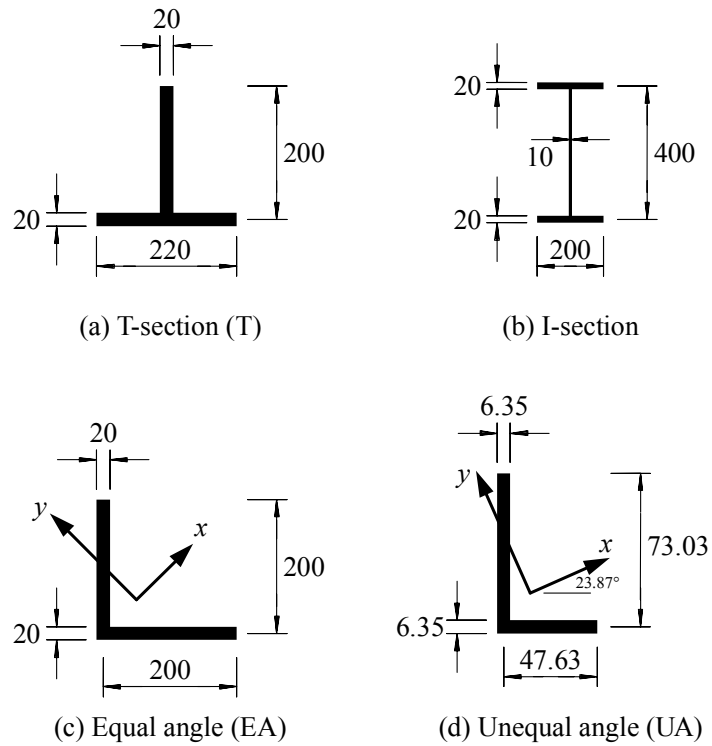 20
200
20
220
(a) T-section (T)
20
10
400
20
200
(b) I-section
20
y
x
200
20
200
(c) Equal angle (EA)
6.35
y
x
23.87°
73.03
6.35
47.63
(d) Unequal angle (UA)